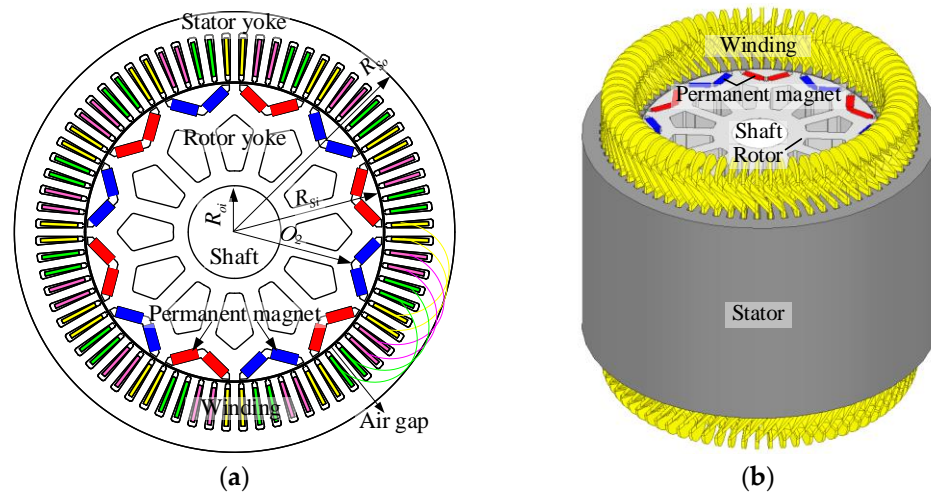 Stator yoke
R_So
Rotor yoke
R_oi
R_Si
O_2
Shaft
Permanent magnet
Winding
Air gap
(a)
Winding
Permanent magnet
Shaft
Rotor
Stator
(b)